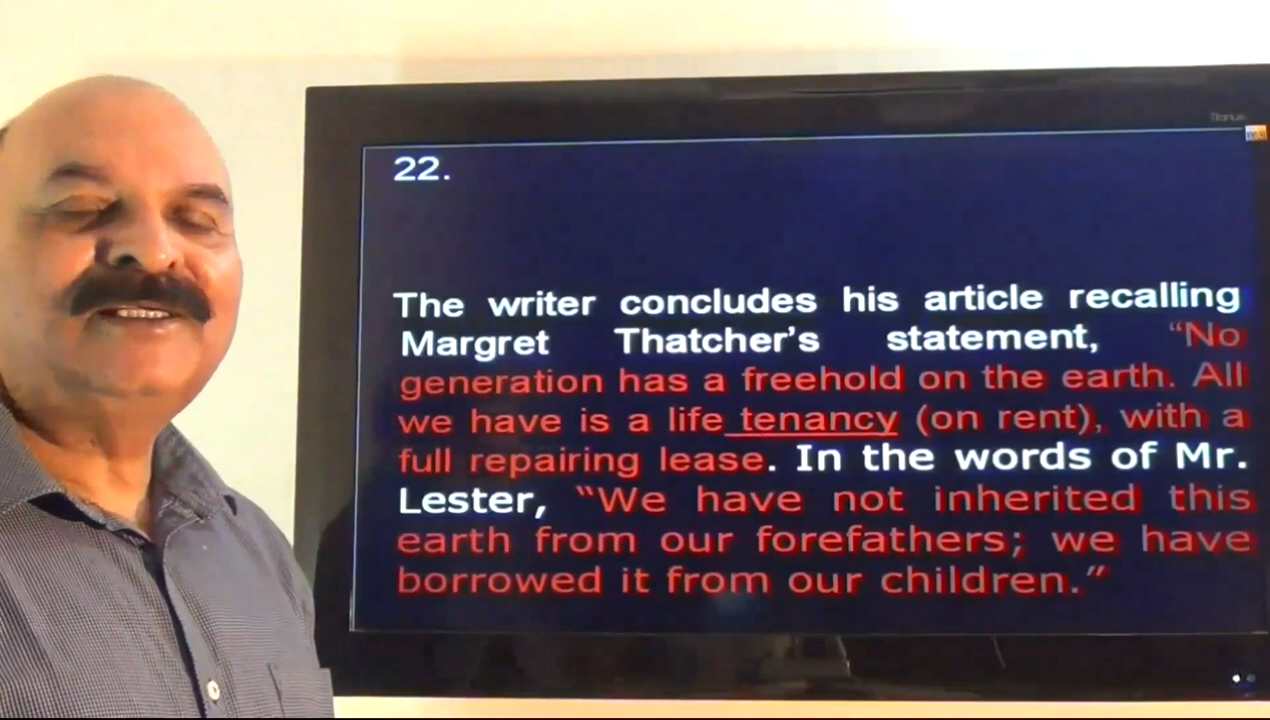 22.
The writer concludes his article recalling
Margret Thatcher's statement, "No
generation has a freehold on the earth. All
we have is a life tenancy (on rent), with a
full repairing lease. In the words of Mr.
Lester, "We have not inherited this
earth from our forefathers; we have
borrowed it from our children."